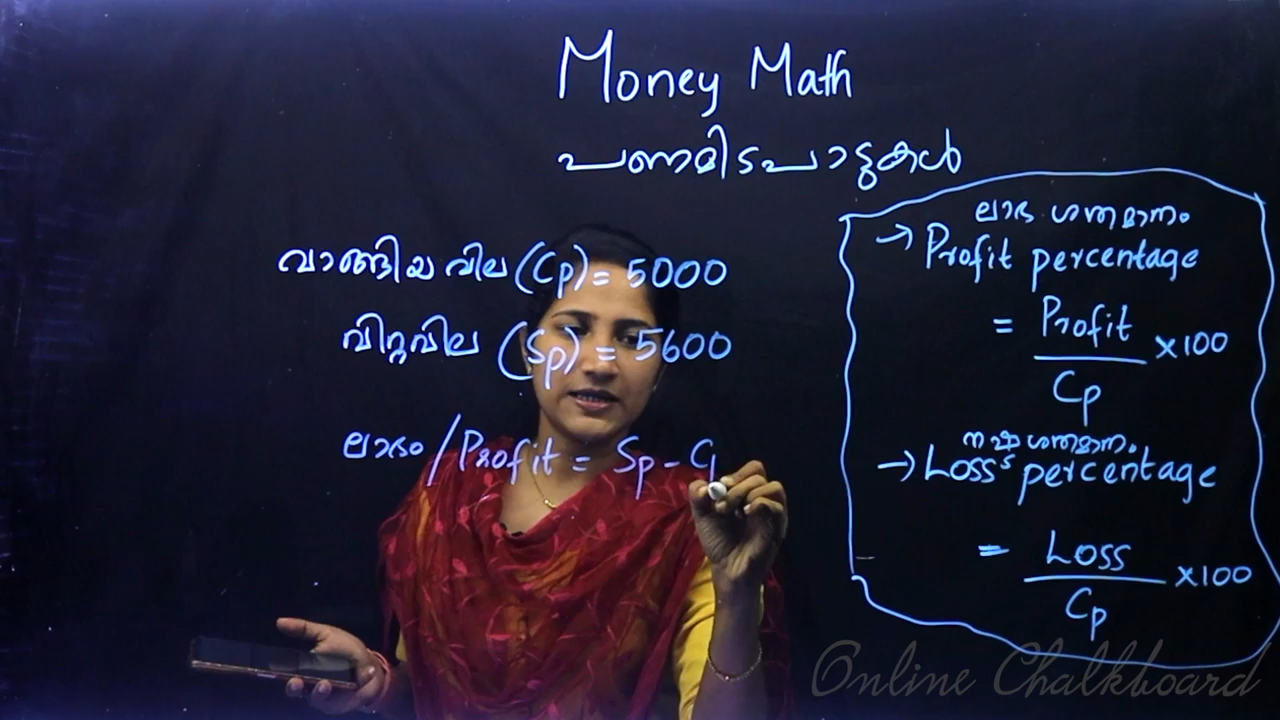 Money Math
പണമിടപാടുകൾ
വാങ്ങിയ വില (Cp) = 5000
വിറ്റവില (Sp) = 5600
ലാഭം / Profit = Sp - C
ലാഭ ശതമാനം
→ Profit percentage
= Profit / Cp × 100
നഷ്ട ശതമാനം
→ Loss percentage
= Loss / Cp × 100
Online Chalkboard